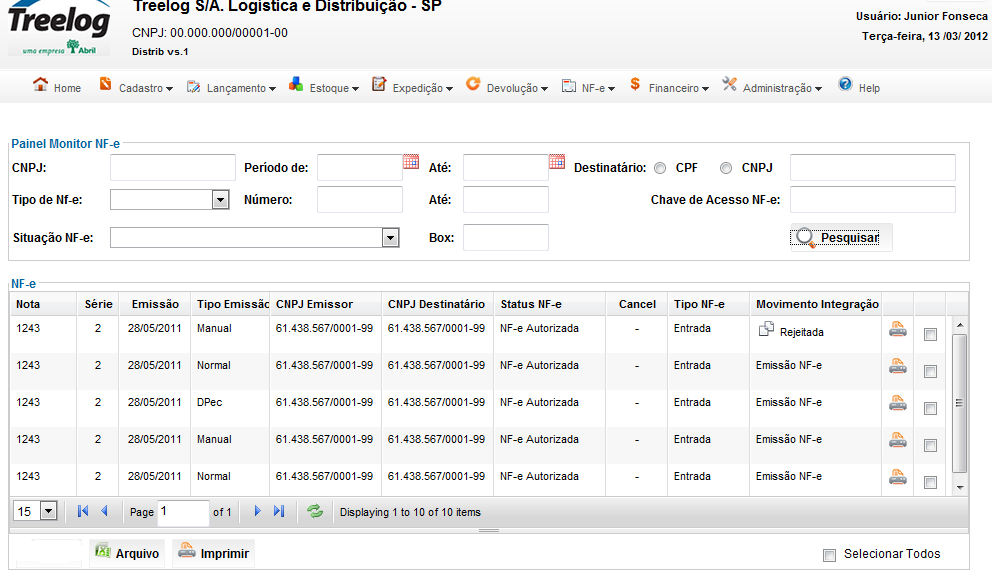 Treelog S/A. Logística e Distribuição - SP
Treelog
uma empresa Abril
CNPJ: 00.000.000/00001-00
Distrib vs.1
Usuário: Junior Fonseca
Terça-feira, 13 /03/ 2012
Home Cadastro Lançamento Estoque Expedição Devolução NF-e Financeiro Administração Help
Painel Monitor NF-e
CNPJ: Período de: Até: Destinatário: CPF CNPJ
Tipo de Nf-e: Número: Até: Chave de Acesso NF-e:
Situação NF-e: Box: Pesquisar
NF-e
Nota Série Emissão Tipo Emissão CNPJ Emissor CNPJ Destinatário Status NF-e Cancel Tipo NF-e Movimento Integração
1243 2 28/05/2011 Manual 61.438.567/0001-99 61.438.567/0001-99 NF-e Autorizada - Entrada Rejeitada
1243 2 28/05/2011 Normal 61.438.567/0001-99 61.438.567/0001-99 NF-e Autorizada - Entrada Emissão NF-e
1243 2 28/05/2011 DPec 61.438.567/0001-99 61.438.567/0001-99 NF-e Autorizada - Entrada Emissão NF-e
1243 2 28/05/2011 Manual 61.438.567/0001-99 61.438.567/0001-99 NF-e Autorizada - Entrada Emissão NF-e
1243 2 28/05/2011 Normal 61.438.567/0001-99 61.438.567/0001-99 NF-e Autorizada - Entrada Emissão NF-e
15 Page 1 of 1 Displaying 1 to 10 of 10 items
Arquivo Imprimir Selecionar Todos